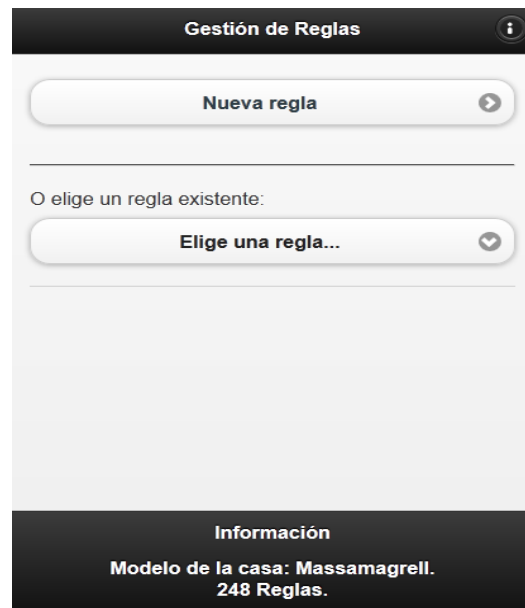 Gestión de Reglas
Nueva regla
O elige un regla existente:
Elige una regla...
Información
Modelo de la casa: Massamagrell.
248 Reglas.